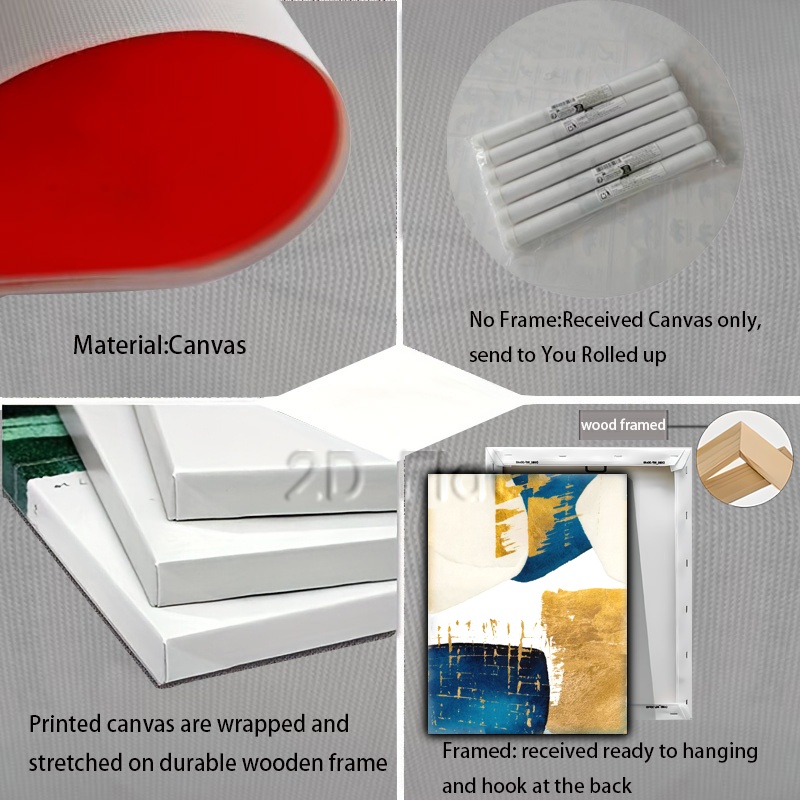 Material:Canvas
No Frame:Received Canvas only,
send to You Rolled up
wood framed
2D Flat
Printed canvas are wrapped and
stretched on durable wooden frame
Framed: received ready to hanging
and hook at the back